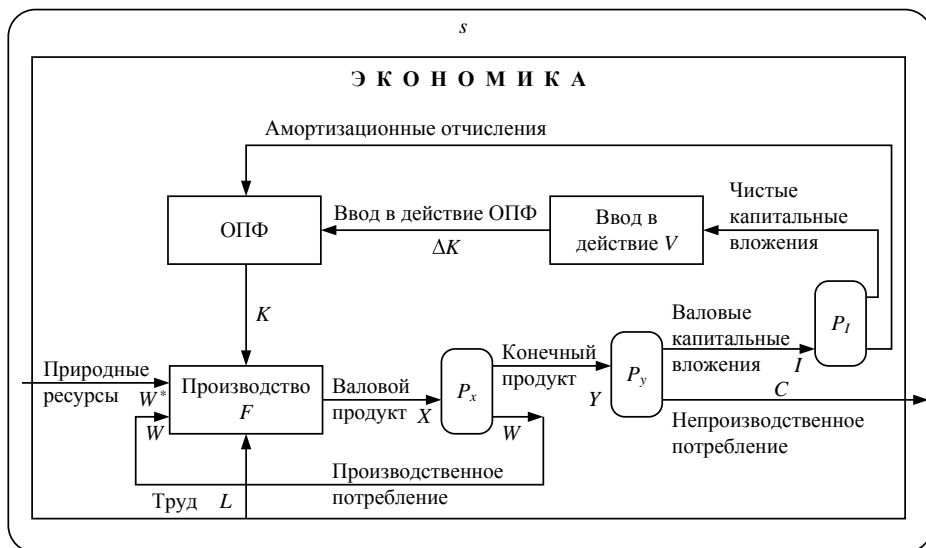 s
Э К О Н О М И К А
Амортизационные отчисления
ОПФ
Ввод в действие ОПФ
ΔK
Ввод в
действие V
Чистые
капитальные
вложения
K
Природные
ресурсы W*
W
Производство
F
Валовой
продукт X
P_x
Конечный
продукт Y
W
P_y
Валовые
капитальные
вложения I
P_I
C
Непроизводственное
потребление
Производственное
потребление
Труд L